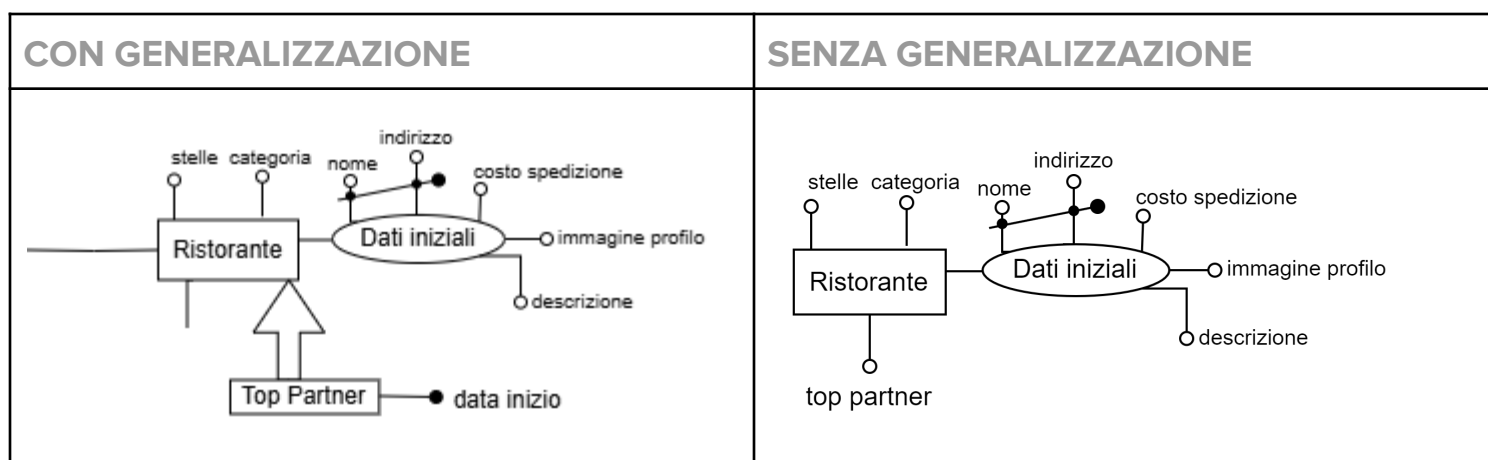 CON GENERALIZZAZIONE
SENZA GENERALIZZAZIONE
indirizzo
stelle categoria nome
costo spedizione
Ristorante
Dati iniziali
immagine profilo
descrizione
Top Partner
data inizio
indirizzo
stelle categoria nome
costo spedizione
Ristorante
Dati iniziali
immagine profilo
descrizione
top partner